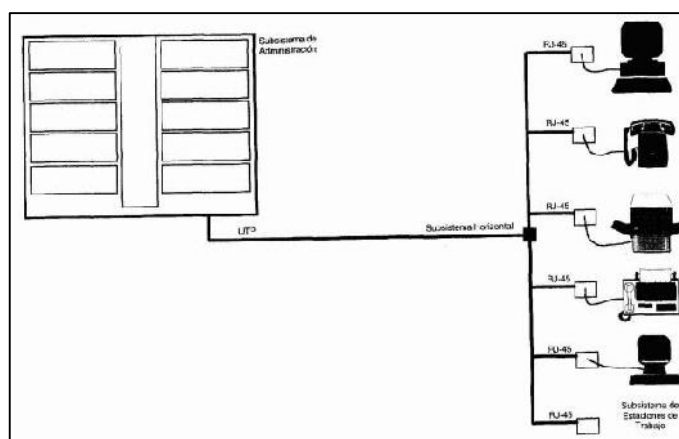 Subsistema de
Administración
RJ-45
RJ-45
RJ-45
UTP
Subsistema Horizontal
RJ-45
RJ-45
RJ-45
Subsistema de
Estaciones de
Trabajo